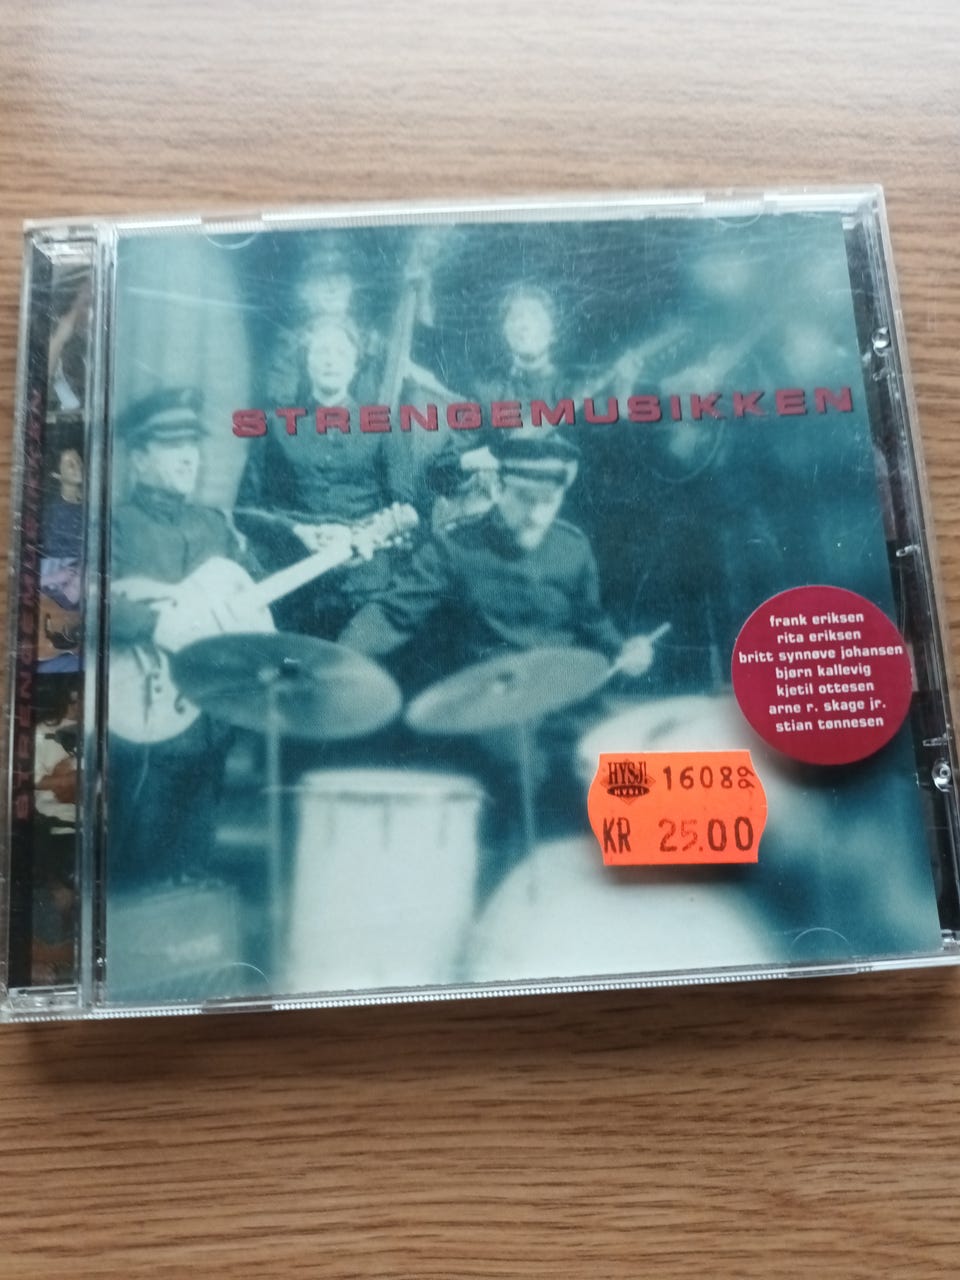 STRENGEMUSIKKEN
STRENGEMUSIKKEN
frank eriksen
rita eriksen
britt synnøve johansen
bjørn kallevig
kjetil ottesen
arne r. skage jr.
stian tønnesen
HYSJ! 16088
KR 25.00